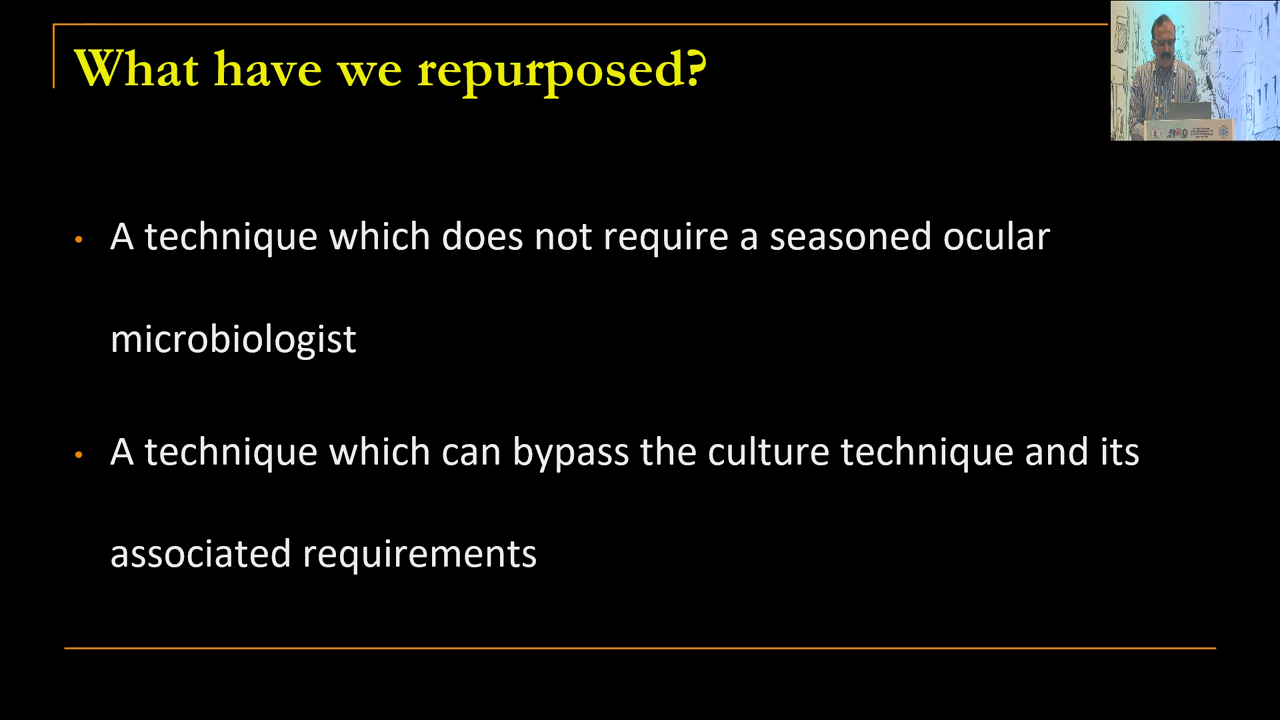 What have we repurposed?
• A technique which does not require a seasoned ocular
microbiologist
• A technique which can bypass the culture technique and its
associated requirements